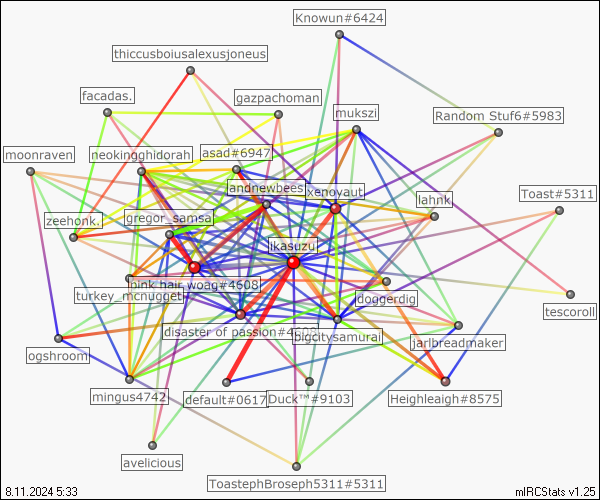 Knowun#6424
thiccusboiusalexusjoneus
facadas.
gazpachoman
mukszi
Random Stuf6#5983
moonraven
neokingghidorah
asad#6947
andnewbees
xenovaut
lahnk
Toast#5311
zeehonk.
gregor_samsa
ikasuzu
pink hair woag#4608
turkey_mcnugget
doggerdig
tescoroll
disaster of passion#4608
bigcitysamurai
jarlbreadmaker
ogshroom
mingus4742
default#0617
Duck™#9103
Heighleaigh#8575
avelicious
ToastephBroseph5311#5311
8.11.2024 5:33
mIRCStats v1.25